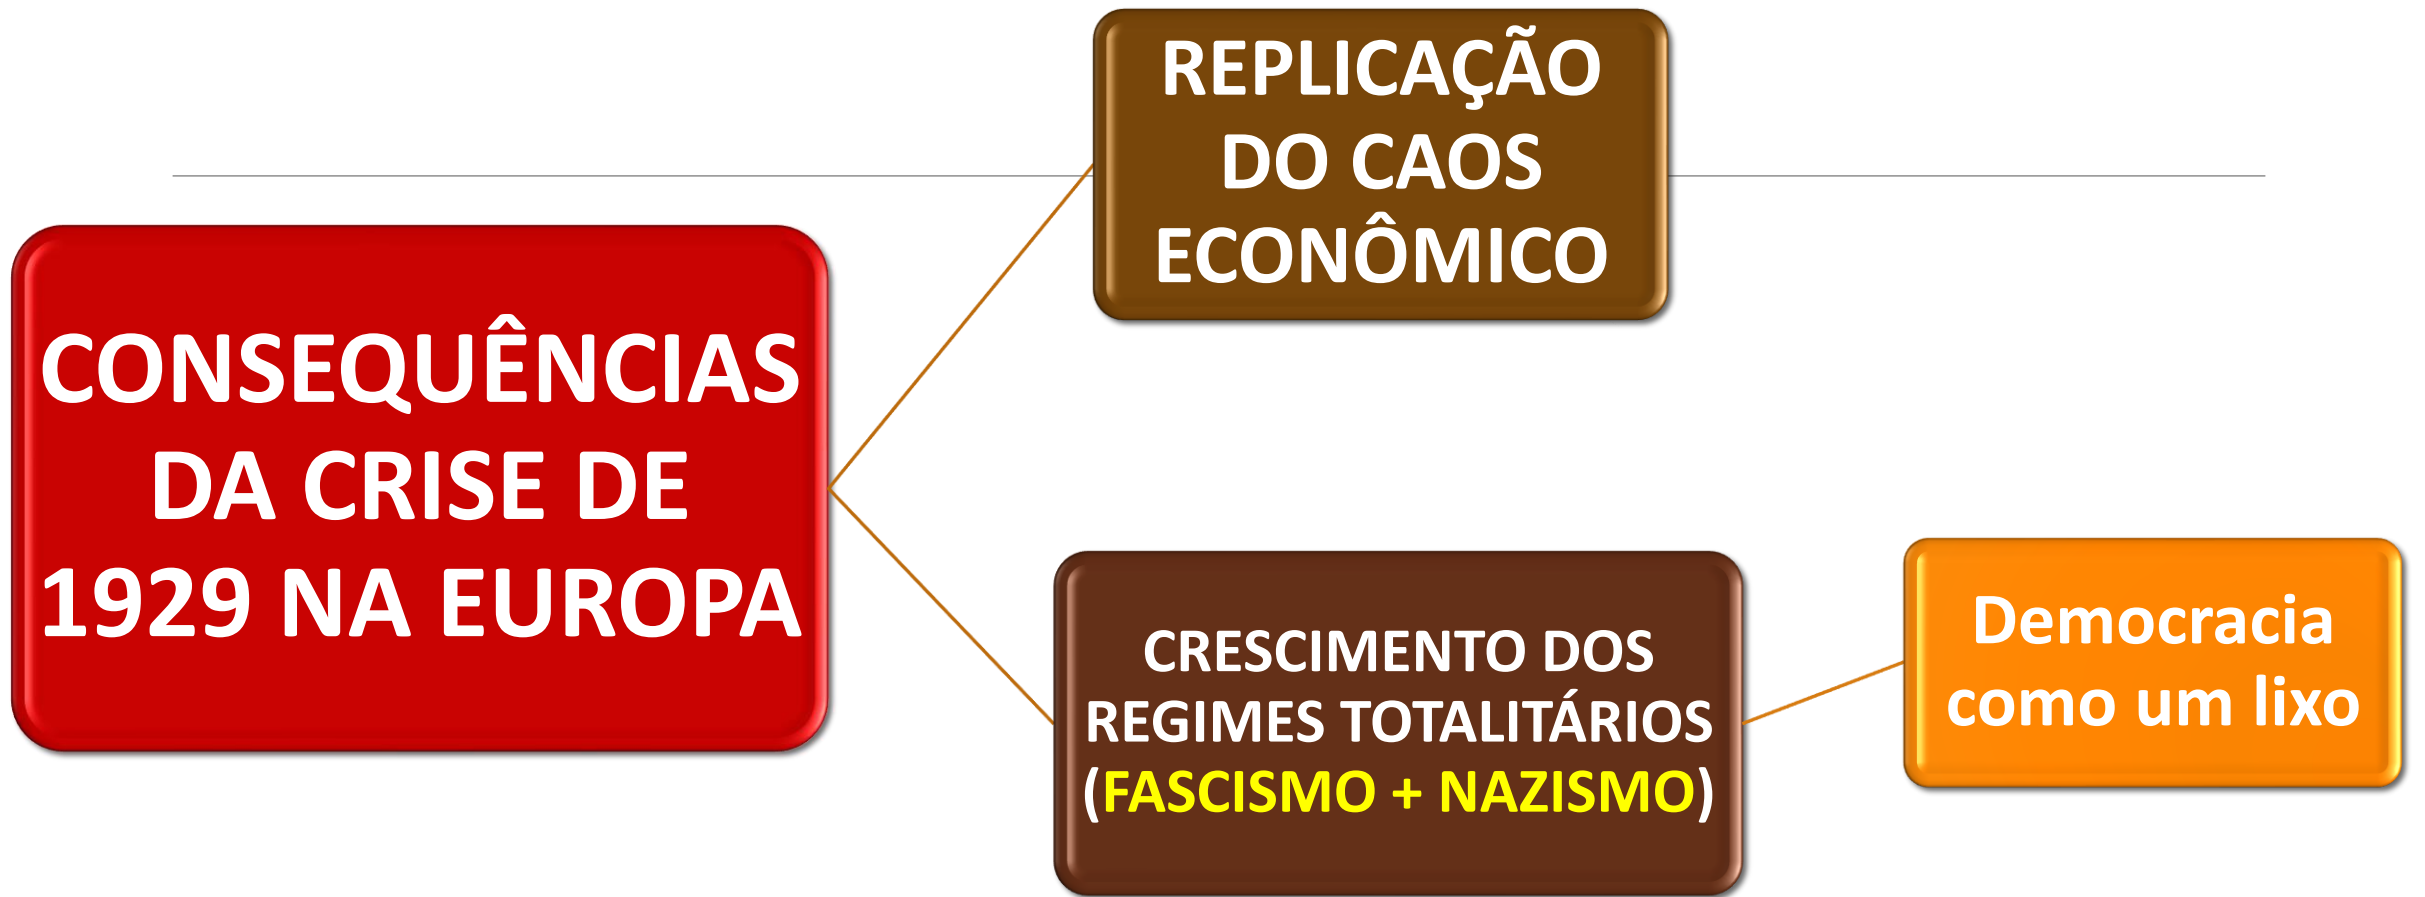 CONSEQUÊNCIAS
DA CRISE DE
1929 NA EUROPA
REPLICAÇÃO
DO CAOS
ECONÔMICO
CRESCIMENTO DOS
REGIMES TOTALITÁRIOS
(FASCISMO + NAZISMO)
Democracia
como um lixo